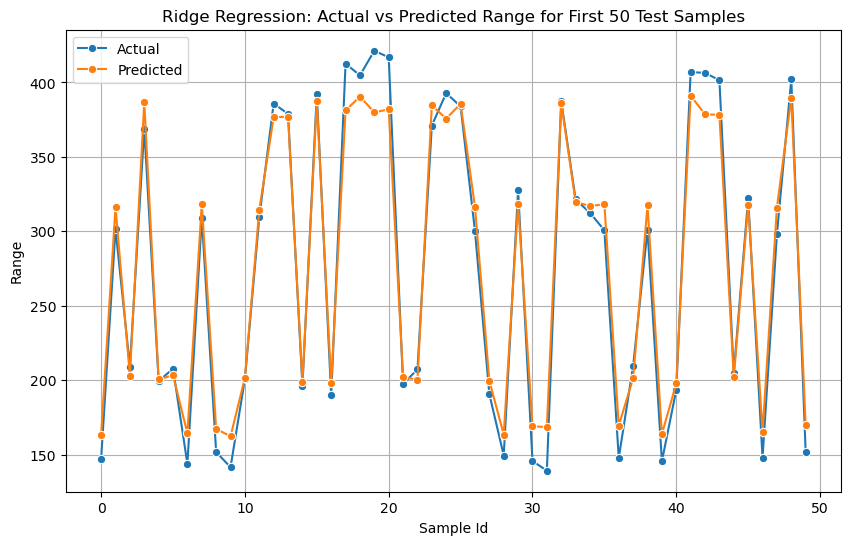 Ridge Regression: Actual vs Predicted Range for First 50 Test Samples
Actual
Predicted
400
350
300
250
200
150
Range
0 10 20 30 40 50
Sample Id